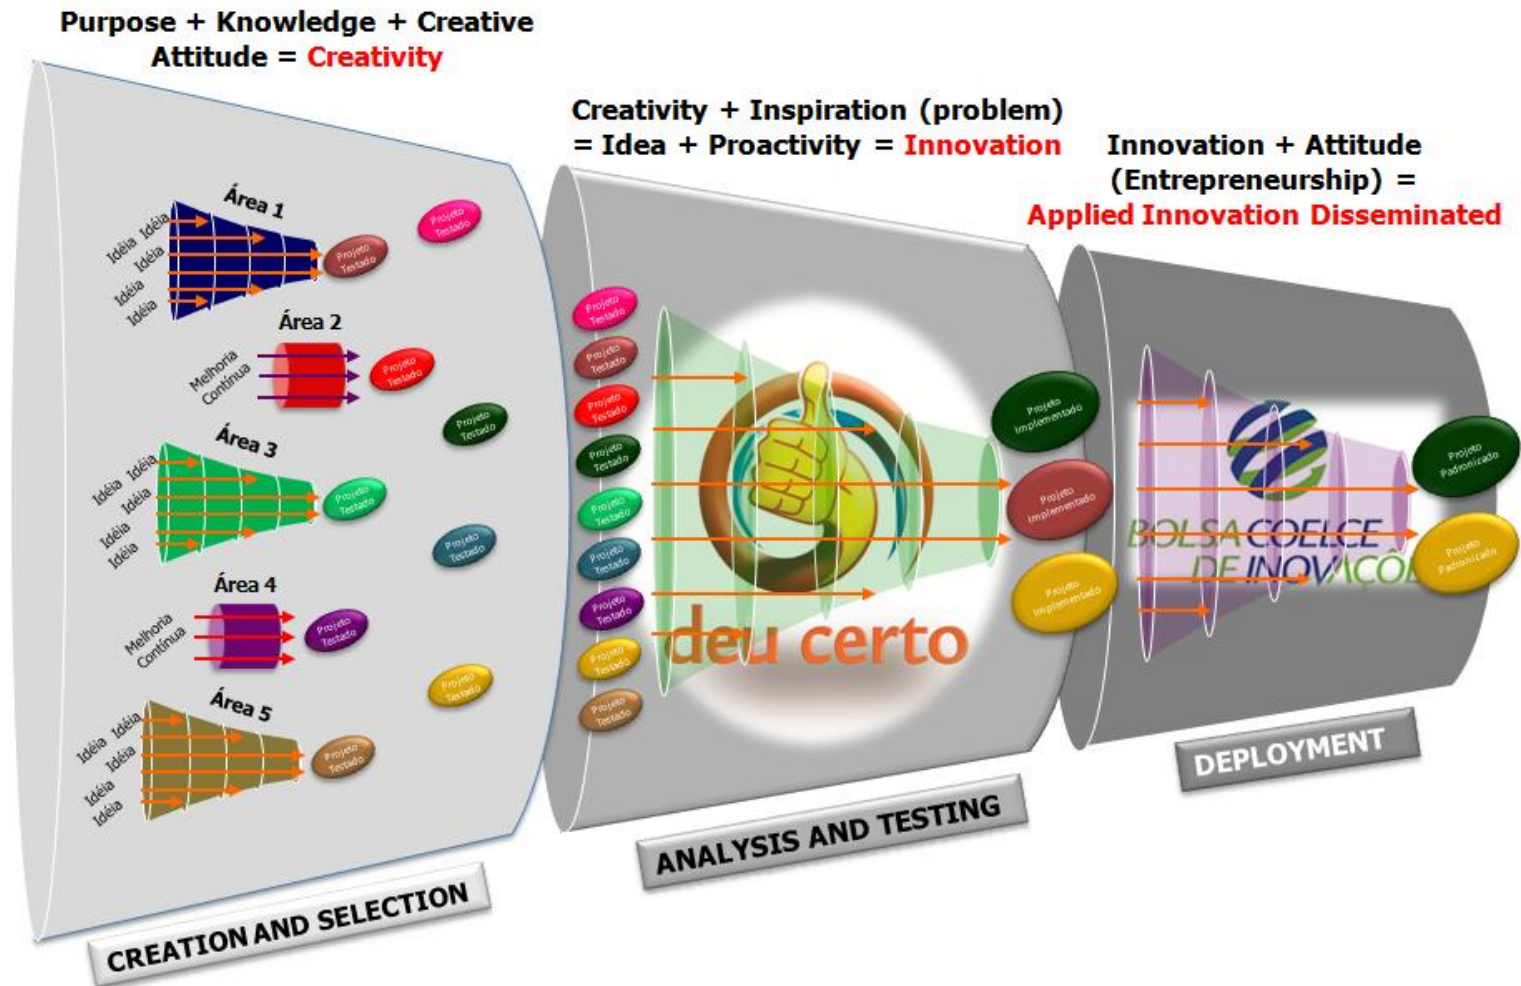 Purpose + Knowledge + Creative
Attitude = Creativity
Creativity + Inspiration (problem)
= Idea + Proactivity = Innovation
Innovation + Attitude
(Entrepreneurship) =
Applied Innovation Disseminated
Área 1
Idéia Idéia
Idéia
Idéia
Idéia
Projeto
Testado
Projeto
Testado
Área 2
Melhoria
Contínua
Projeto
Testado
Projeto
Testado
Área 3
Idéia Idéia
Idéia
Idéia
Idéia
Projeto
Testado
Projeto
Testado
Área 4
Melhoria
Contínua
Projeto
Testado
Projeto
Testado
Área 5
Idéia Idéia
Idéia
Idéia
Idéia
Projeto
Testado
CREATION AND SELECTION
Projeto
Testado
Projeto
Testado
Projeto
Testado
Projeto
Testado
Projeto
Testado
Projeto
Testado
Projeto
Testado
Projeto
Testado
Projeto
Testado
deu certo
Projeto
Implementado
Projeto
Implementado
Projeto
Implementado
ANALYSIS AND TESTING
BOLSA COELCE
DE INOVAÇÕE
Projeto
Padronizado
Projeto
Padronizado
DEPLOYMENT